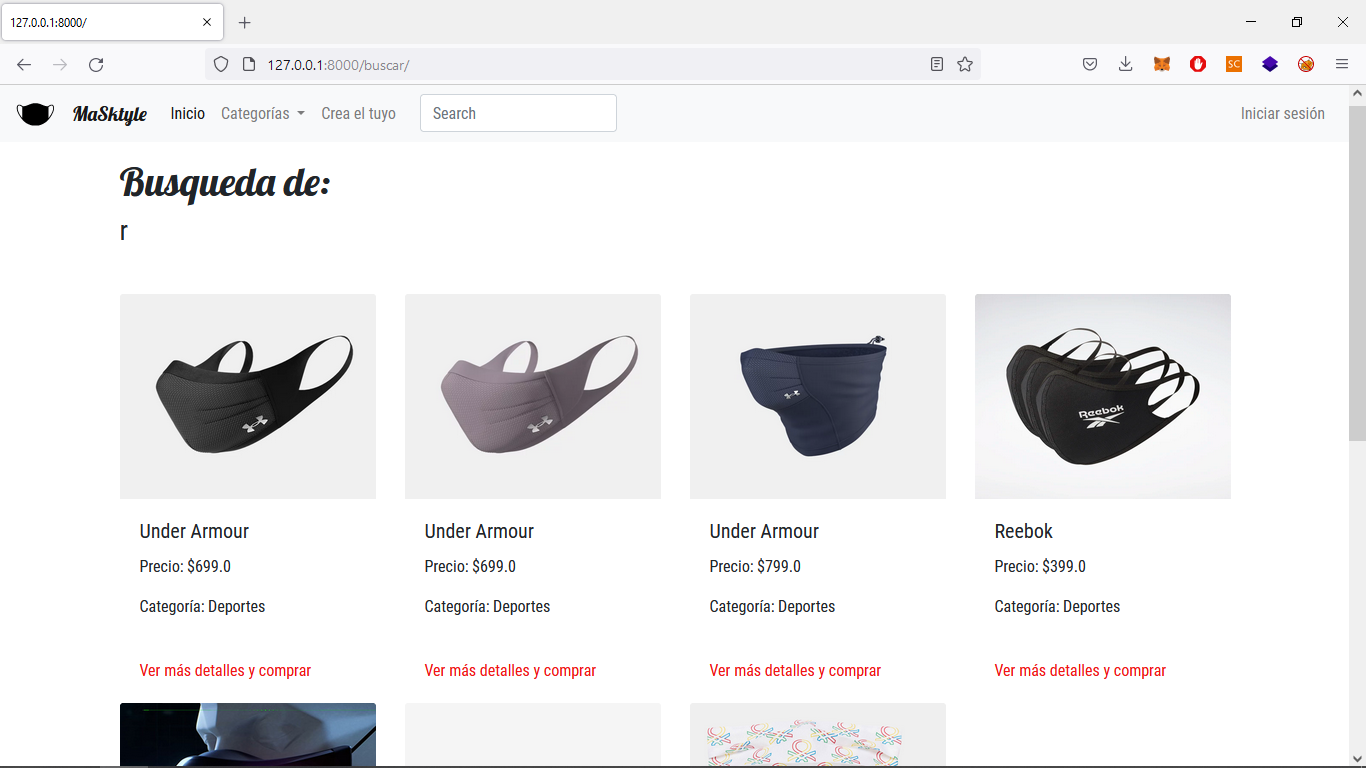 127.0.0.1:8000/
127.0.0.1:8000/buscar/
SC
MaSktyle Inicio Categorías Crea el tuyo Search Iniciar sesión
Busqueda de:
r
Reebok
Under Armour Under Armour Under Armour Reebok
Precio: $699.0 Precio: $699.0 Precio: $799.0 Precio: $399.0
Categoría: Deportes Categoría: Deportes Categoría: Deportes Categoría: Deportes
Ver más detalles y comprar Ver más detalles y comprar Ver más detalles y comprar Ver más detalles y comprar